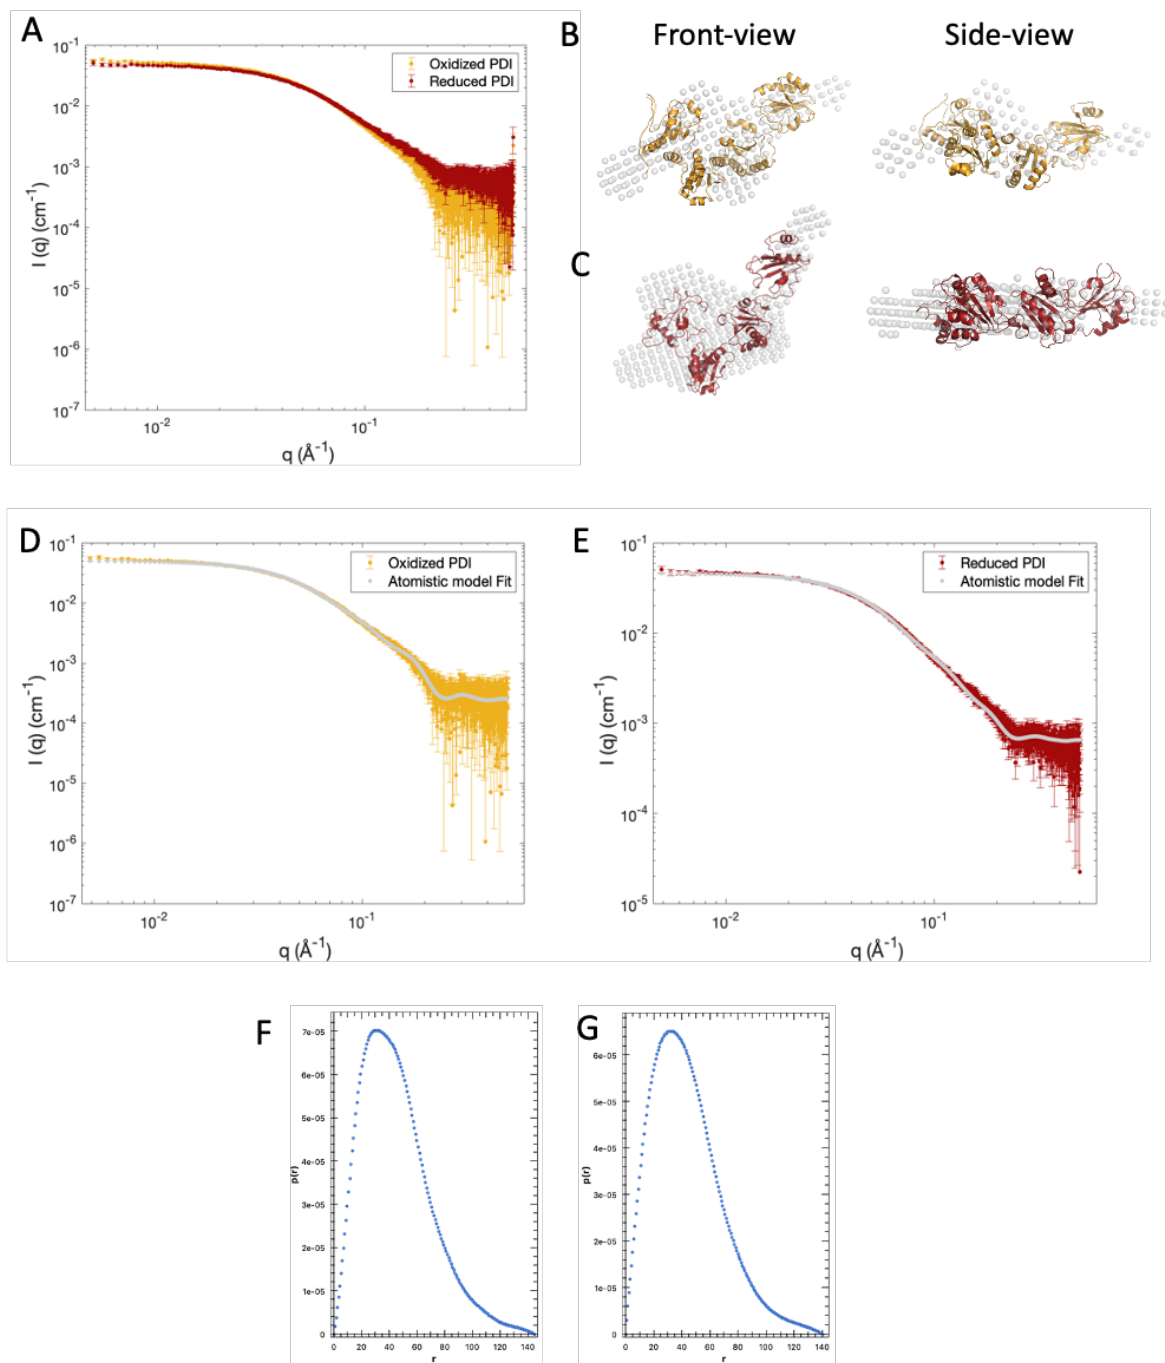 A
I (q) (cm-1)
10-1
10-2
10-3
10-4
10-5
10-6
10-7
Oxidized PDI
Reduced PDI
10-2
10-1
q (Å-1)
B
Front-view
Side-view
C
D
I (q) (cm-1)
10-1
10-2
10-3
10-4
10-5
10-6
10-7
Oxidized PDI
Atomistic model Fit
10-2
10-1
q (Å-1)
E
I (q) (cm-1)
10-1
10-2
10-3
10-4
10-5
Reduced PDI
Atomistic model Fit
10-2
10-1
q (Å-1)
F
p(r)
7e-05
6e-05
5e-05
4e-05
3e-05
2e-05
1e-05
0
0 20 40 60 80 100 120 140
r
G
p(r)
6e-05
5e-05
4e-05
3e-05
2e-05
1e-05
0
0 20 40 60 80 100 120 140
r